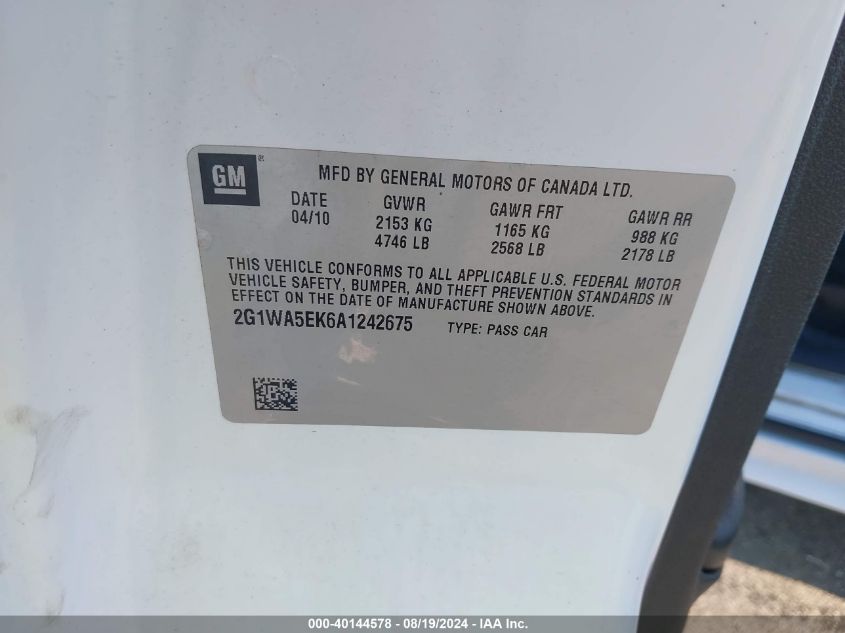 GM ®
MFD BY GENERAL MOTORS OF CANADA LTD.
DATE GVWR GAWR FRT GAWR RR
04/10 2153 KG 1165 KG 988 KG
4746 LB 2568 LB 2178 LB
THIS VEHICLE CONFORMS TO ALL APPLICABLE U.S. FEDERAL MOTOR
VEHICLE SAFETY, BUMPER, AND THEFT PREVENTION STANDARDS IN
EFFECT ON THE DATE OF MANUFACTURE SHOWN ABOVE.
2G1WA5EK6A1242675 TYPE: PASS CAR
000-40144578 - 08/19/2024 - IAA Inc.